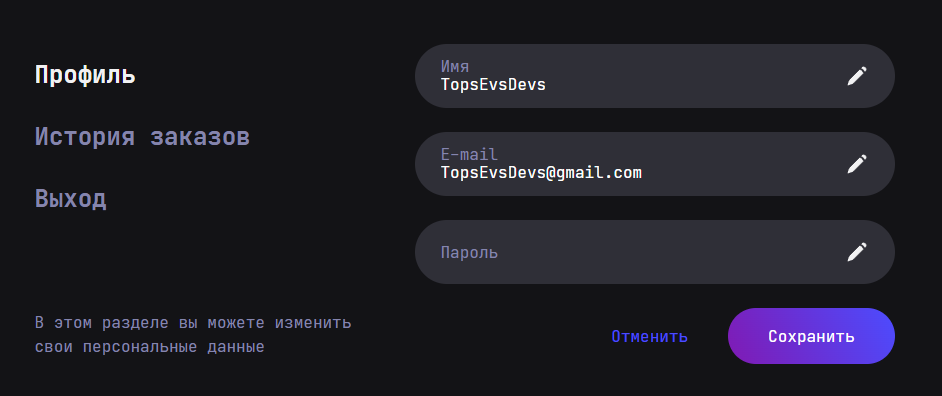 Профиль
История заказов
Выход
В этом разделе вы можете изменить
свои персональные данные
Имя
TopsEvsDevs
E-mail
TopsEvsDevs@gmail.com
Пароль
Отменить
Сохранить